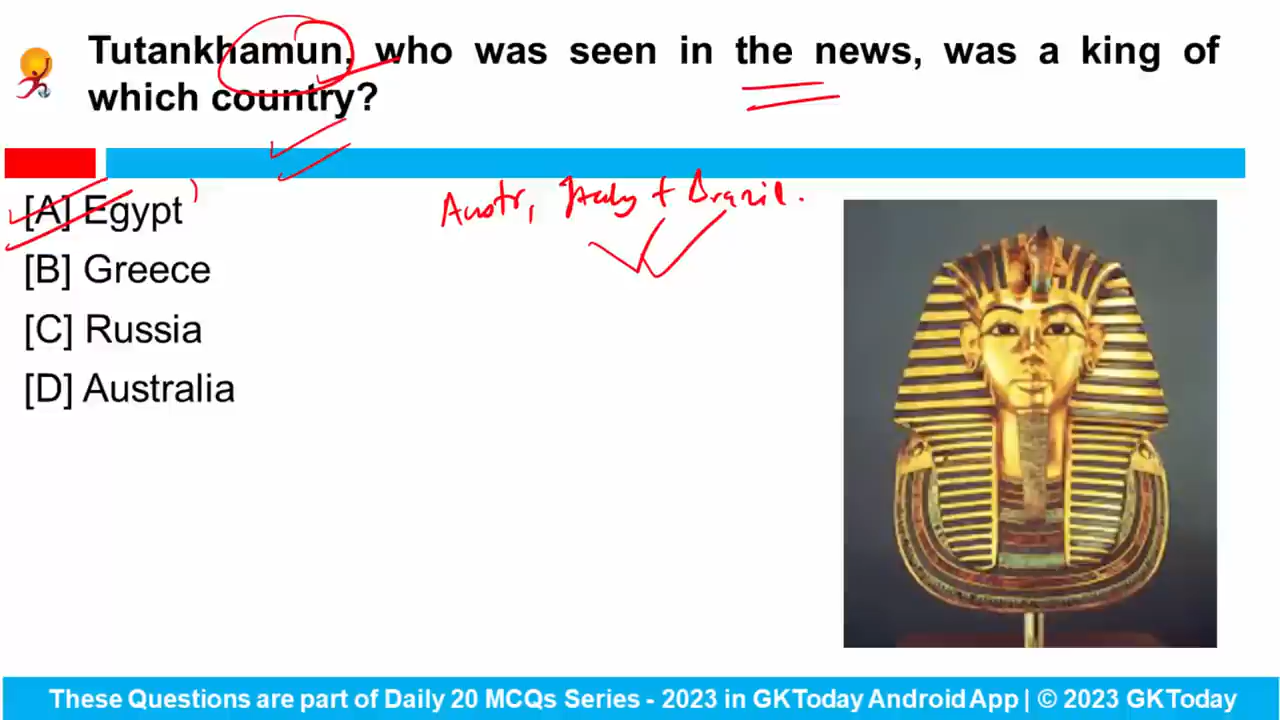 Tutankhamun, who was seen in the news, was a king of
which country?
[A] Egypt
Austr, Italy + Brazil.
[B] Greece
[C] Russia
[D] Australia
These Questions are part of Daily 20 MCQs Series - 2023 in GKToday Android App | © 2023 GKToday